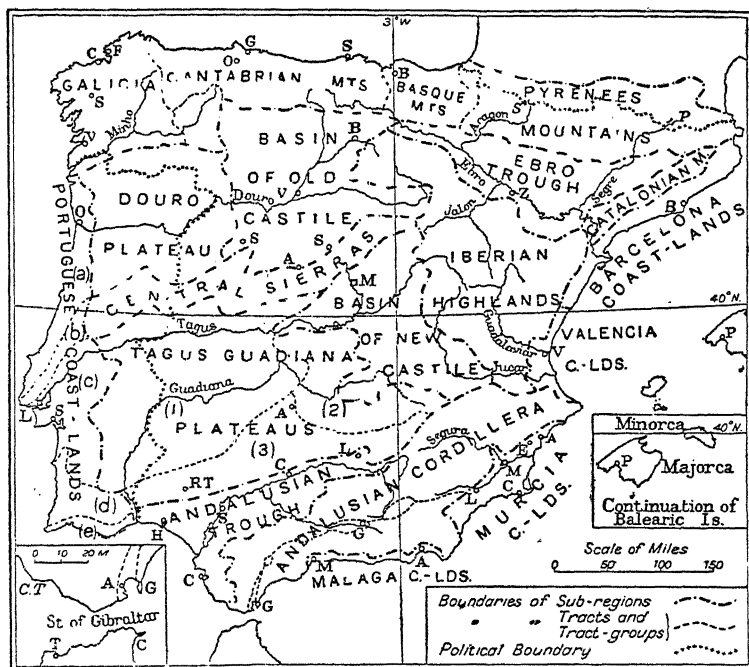 3°W
C F
G
S
O
GALICIA
CANTABRIAN MTS
B
BASQUE MTS
PYRENEES
MOUNTAINS
S
Aragon
S
P
V
Minho
BASIN
B
EBRO
TROUGH
Ebro
Segre
CATALONIAN M.
OF OLD
DOURO
Douro
V
Z
CASTILE
Jalon
B
BARCELONA
COAST-LANDS
O
PLATEAU
S
A
S
IBERIAN
PORTUGUESE
COAST-LANDS
(a)
CENTRAL SIERRAS
M
BASIN
HIGHLANDS
40°N
(b)
Tagus
OF NEW
Guadalaviar
VALENCIA
C.-LDS.
V
P
TAGUS GUADIANA
CASTILE
Jucar
(c)
Guadiana
(1)
A
(2)
L
S
PLATEAUS
(3)
Minorca
40°N.
P
Majorca
Continuation of
Balearic Is.
Segura
CORDILLERA
E
A
L
C
M
RT
(d)
ANDALUSIAN
TROUGH
ANDALUSIAN
L
C
MURCIA
C.-LDS.
(e)
H
S
G
Scale of Miles
0 50 100 150
0 10 20 M
C
M
A
MALAGA C.-LDS.
G
C.T
A
G
St of Gibraltar
T
C
Boundaries of Sub-regions
" " Tracts and
Tract-groups
Political Boundary